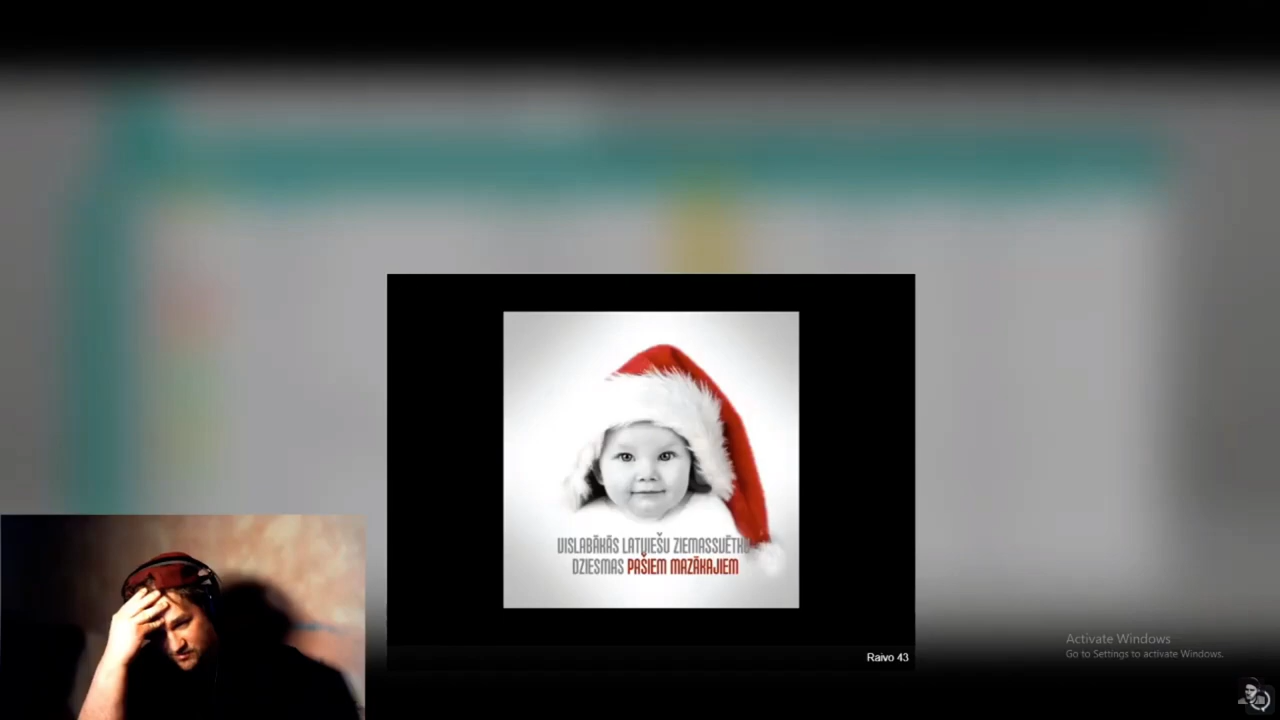 VISLABĀKĀS LATVIEŠU ZIEMASSVĒTKU
DZIESMAS PAŠIEM MAZĀKAJIEM
Raivo 43
Activate Windows
Go to Settings to activate Windows.